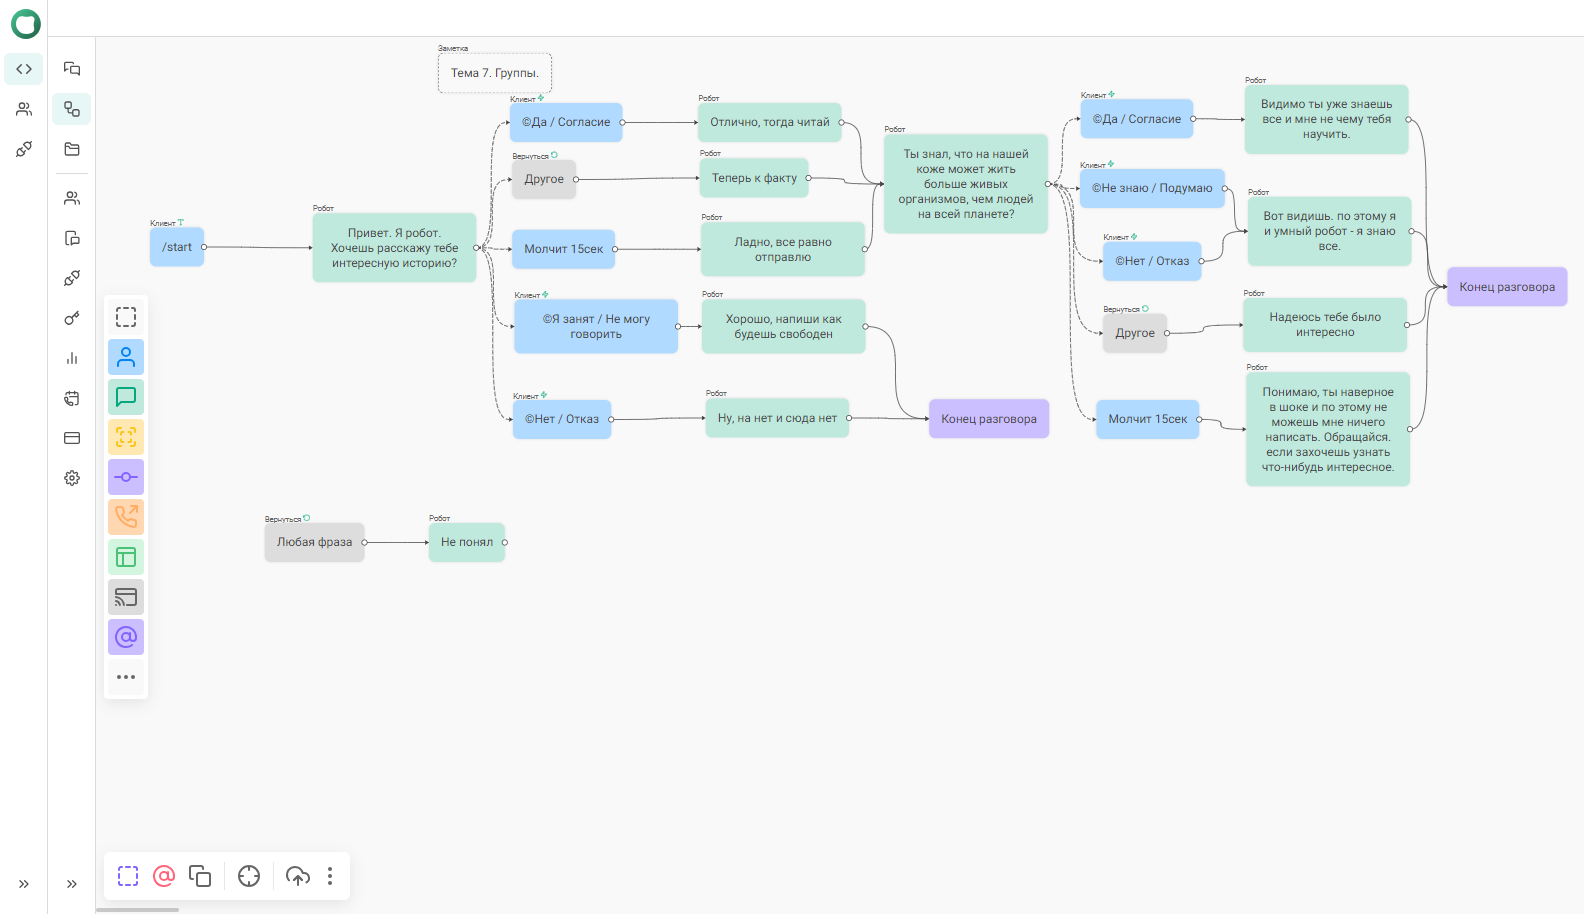 Заметка
Тема 7. Группы.
Клиент
/start
Робот
Привет. Я робот.
Хочешь расскажу тебе
интересную историю?
Клиент
©Да / Согласие
Робот
Отлично, тогда читай
Вернуться
Другое
Робот
Теперь к факту
Молчит 15сек
Робот
Ладно, все равно
отправлю
Клиент
©Я занят / Не могу
говорить
Робот
Хорошо, напиши как
будешь свободен
Клиент
©Нет / Отказ
Робот
Ну, на нет и сюда нет
Конец разговора
Робот
Ты знал, что на нашей
коже может жить
больше живых
организмов, чем людей
на всей планете?
Клиент
©Да / Согласие
Робот
Видимо ты уже знаешь
все и мне не чему тебя
научить.
Клиент
©Не знаю / Подумаю
Робот
Вот видишь. по этому я
и умный робот - я знаю
все.
Клиент
©Нет / Отказ
Вернуться
Другое
Робот
Надеюсь тебе было
интересно
Молчит 15сек
Робот
Понимаю, ты наверное
в шоке и по этому не
можешь мне ничего
написать. Обращайся.
если захочешь узнать
что-нибудь интересное.
Конец разговора
Вернуться
Любая фраза
Робот
Не понял